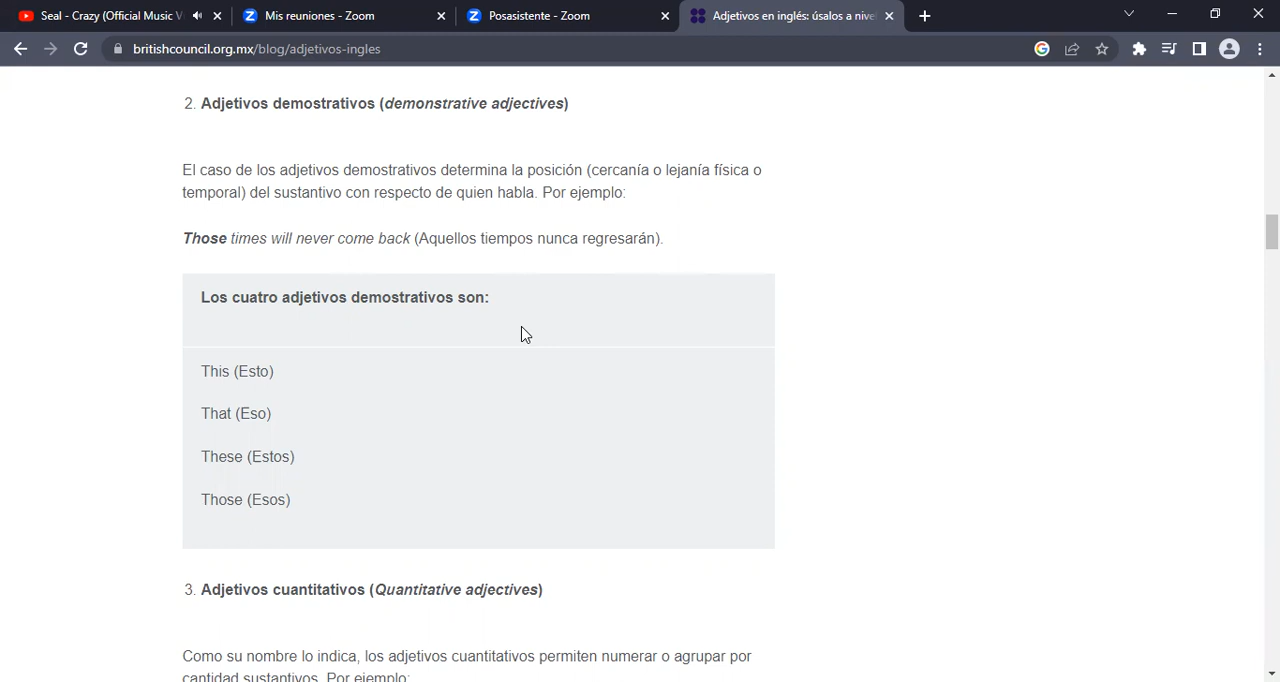 Seal - Crazy (Official Music V
Mis reuniones - Zoom
Posasistente - Zoom
Adjetivos en inglés: úsalos a nive
britishcouncil.org.mx/blog/adjetivos-ingles
2. Adjetivos demostrativos (demonstrative adjectives)
El caso de los adjetivos demostrativos determina la posición (cercanía o lejanía física o
temporal) del sustantivo con respecto de quien habla. Por ejemplo:
Those times will never come back (Aquellos tiempos nunca regresarán).
Los cuatro adjetivos demostrativos son:
This (Esto)
That (Eso)
These (Estos)
Those (Esos)
3. Adjetivos cuantitativos (Quantitative adjectives)
Como su nombre lo indica, los adjetivos cuantitativos permiten numerar o agrupar por
cantidad sustantivos. Por ejemplo: